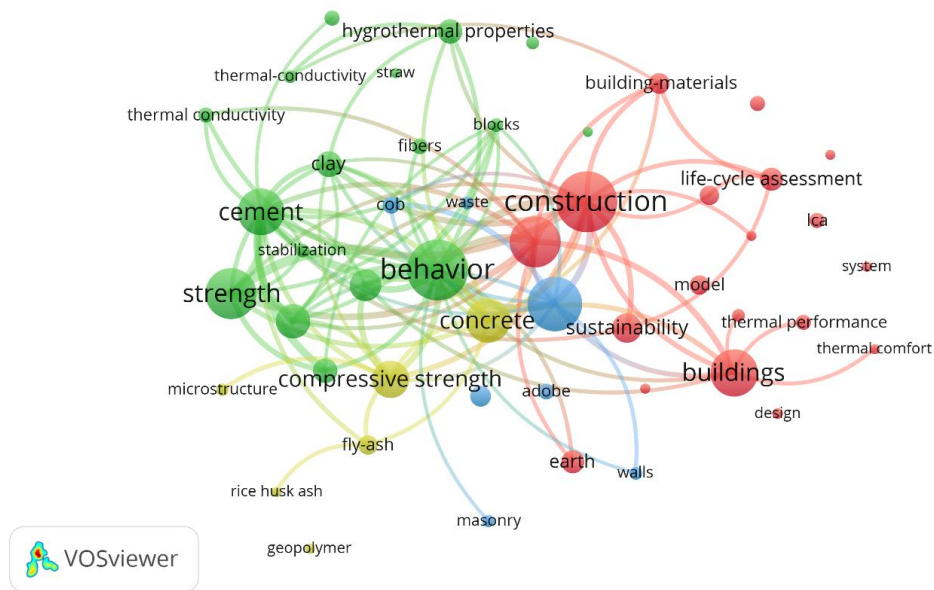 hygrothermal properties
thermal-conductivity
straw
building-materials
thermal conductivity
blocks
fibers
clay
life-cycle assessment
cob
waste
construction
cement
lca
stabilization
behavior
system
strength
model
concrete
sustainability
thermal performance
thermal comfort
buildings
compressive strength
microstructure
adobe
design
fly-ash
earth
walls
rice husk ash
masonry
geopolymer
VOSviewer